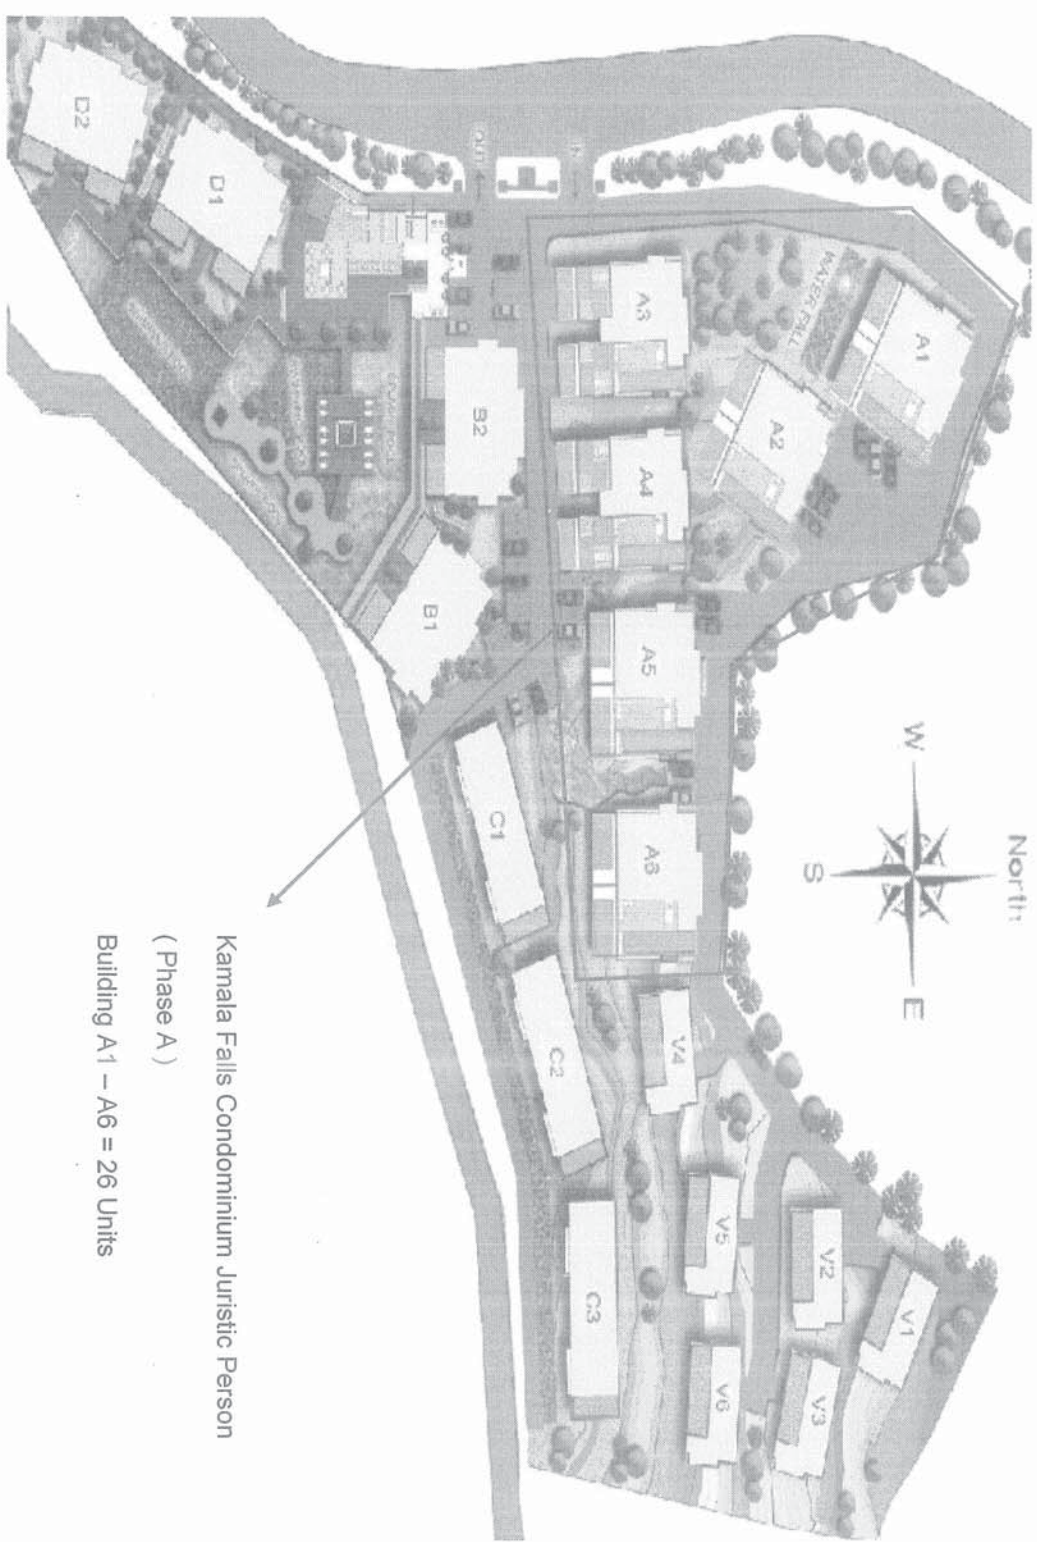 North
W
E
S
A1
WATER FALL
A2
A3
A4
A5
A6
IN
OUT
B2
B1
D1
D2
C1
C2
C3
V4
V5
V6
V2
V3
V1
Kamala Falls Condominium Juristic Person
( Phase A )
Building A1 – A6 = 26 Units